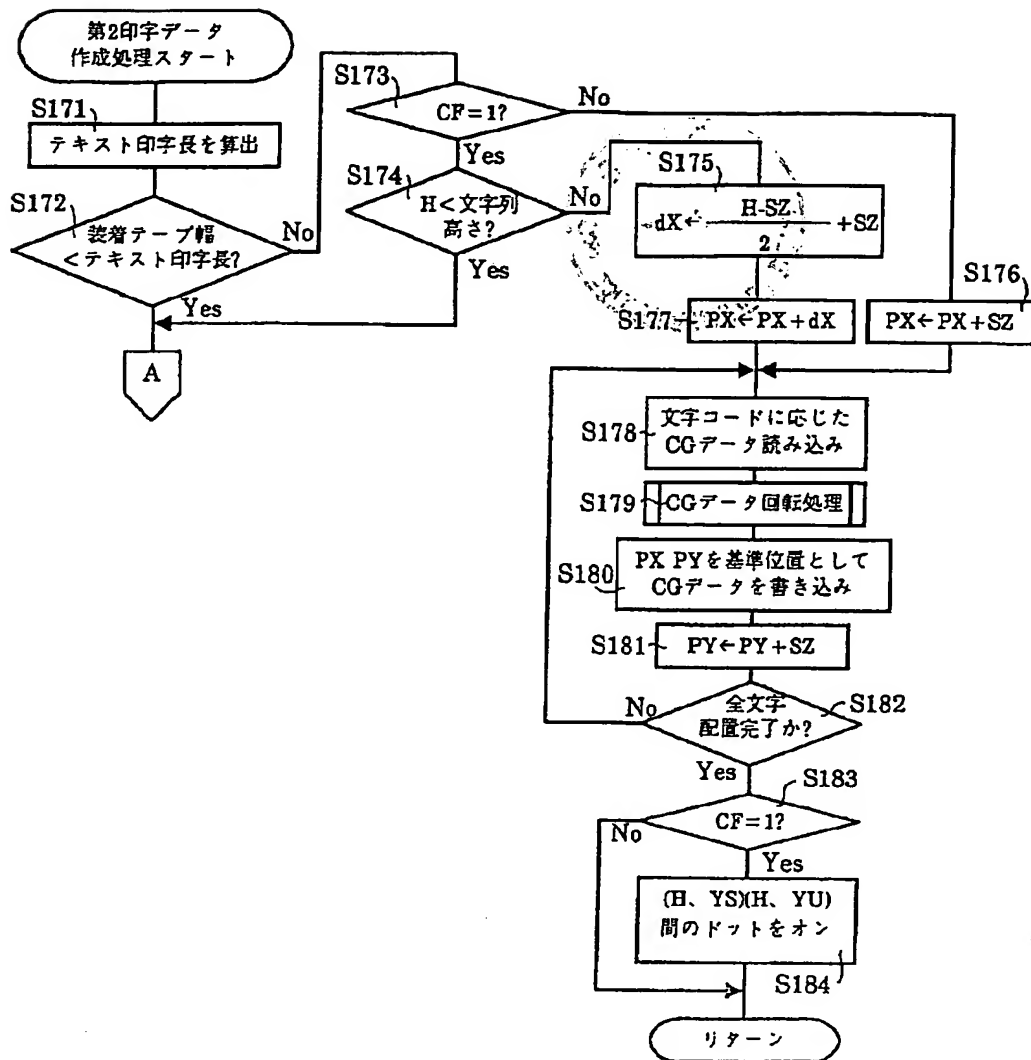 第2印字データ
作成処理スタート
S171
テキスト印字長を算出
S172
装着テープ幅
<テキスト印字長?
No
Yes
A
S173
CF=1?
No
Yes
S174
H<文字列
高さ?
No
Yes
S175
dX← H-SZ +SZ
2
S176
PX←PX+SZ
S177
PX←PX+dX
S178
文字コードに応じた
CGデータ読み込み
S179
CGデータ回転処理
S180
PX PYを基準位置として
CGデータを書き込み
S181
PY←PY+SZ
全文字
配置完了か?
S182
No
Yes
S183
CF=1?
No
Yes
(H、YS)(H、YU)
間のドットをオン
S184
リターン